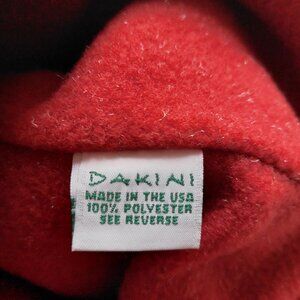 DAKINI
MADE IN THE USA
100% POLYESTER
SEE REVERSE